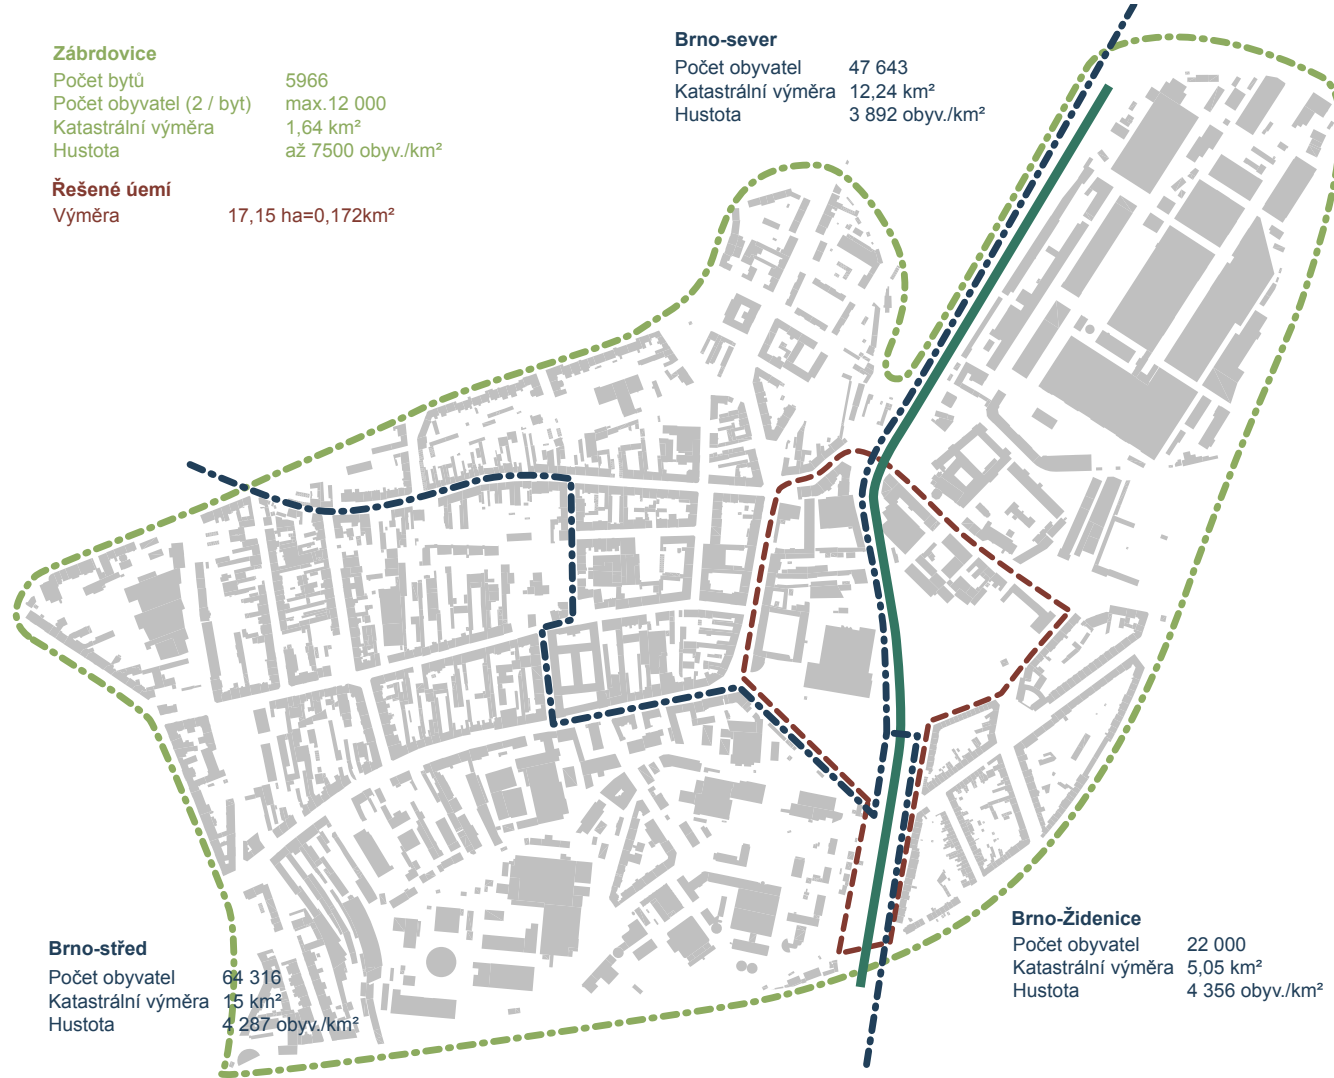 Zábrdovice
Počet bytů 5966
Počet obyvatel (2 / byt) max.12 000
Katastrální výměra 1,64 km²
Hustota až 7500 obyv./km²
Řešené úemí
Výměra 17,15 ha=0,172km²
Brno-sever
Počet obyvatel 47 643
Katastrální výměra 12,24 km²
Hustota 3 892 obyv./km²
Brno-střed
Počet obyvatel 64 316
Katastrální výměra 15 km²
Hustota 4 287 obyv./km²
Brno-Židenice
Počet obyvatel 22 000
Katastrální výměra 5,05 km²
Hustota 4 356 obyv./km²